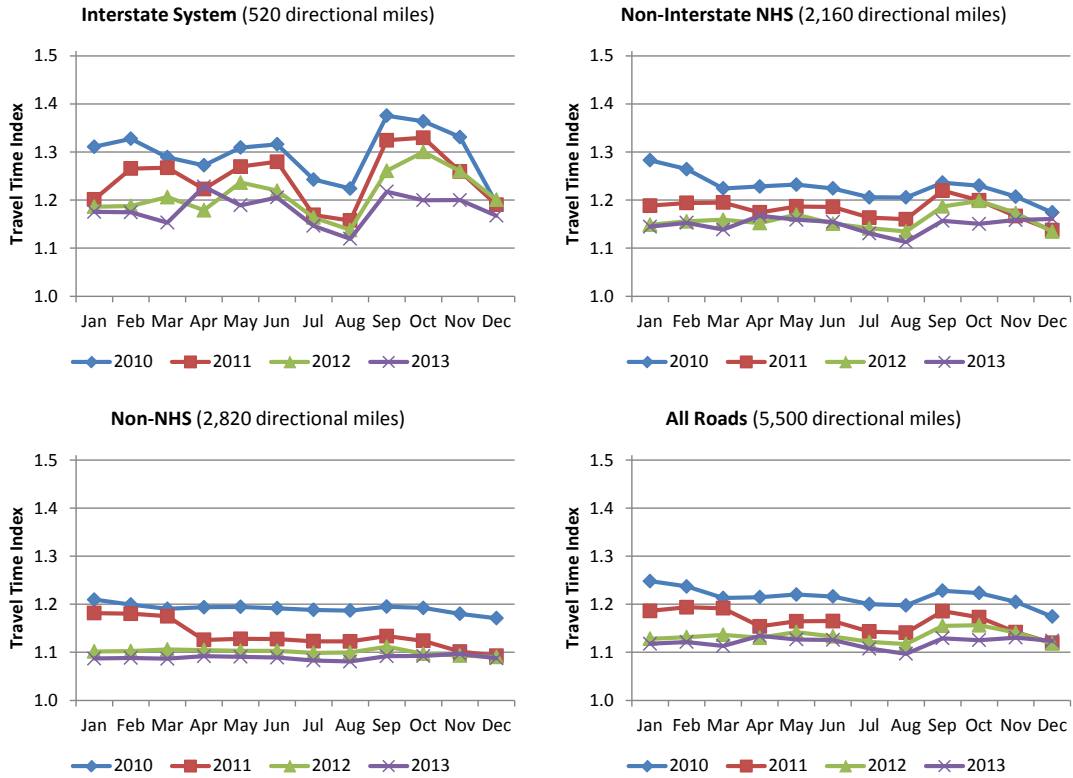 Interstate System (520 directional miles)
Travel Time Index
1.5
1.4
1.3
1.2
1.1
1.0
Jan Feb Mar Apr May Jun Jul Aug Sep Oct Nov Dec
2010 2011 2012 2013
Non-Interstate NHS (2,160 directional miles)
Travel Time Index
1.5
1.4
1.3
1.2
1.1
1.0
Jan Feb Mar Apr May Jun Jul Aug Sep Oct Nov Dec
2010 2011 2012 2013
Non-NHS (2,820 directional miles)
Travel Time Index
1.5
1.4
1.3
1.2
1.1
1.0
Jan Feb Mar Apr May Jun Jul Aug Sep Oct Nov Dec
2010 2011 2012 2013
All Roads (5,500 directional miles)
Travel Time Index
1.5
1.4
1.3
1.2
1.1
1.0
Jan Feb Mar Apr May Jun Jul Aug Sep Oct Nov Dec
2010 2011 2012 2013